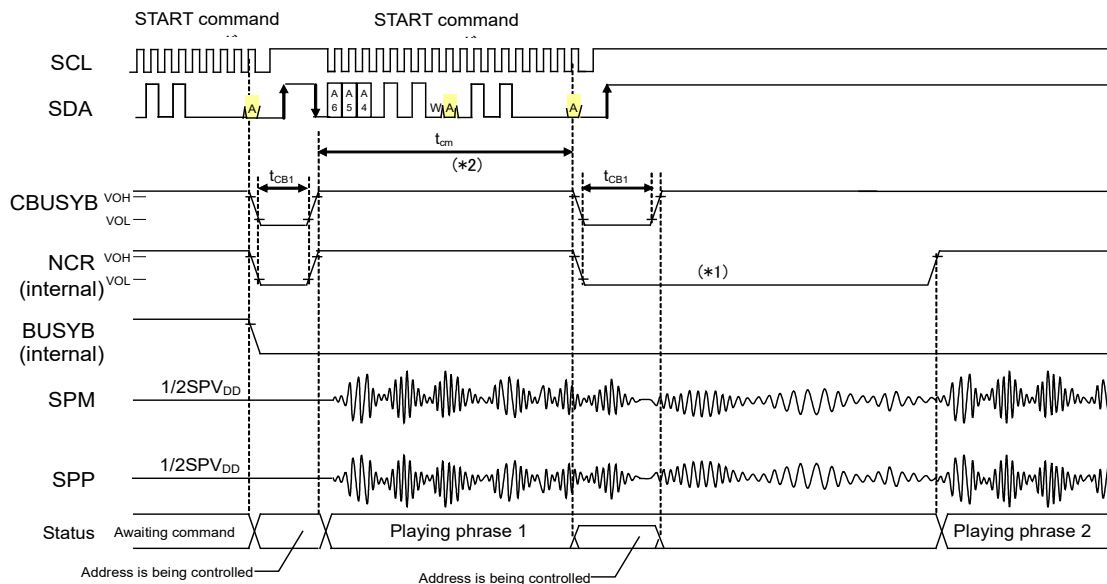 START command START command
SCL
SDA A A 6 A 5 A 4 W A A
tcm
(*2)
tCB1 tCB1
CBUSYB VOH
VOL
NCR (internal) VOH
VOL
(*1)
BUSYB (internal)
SPM 1/2SPVDD
SPP 1/2SPVDD
Status Awaiting command Playing phrase 1 Playing phrase 2
Address is being controlled Address is being controlled